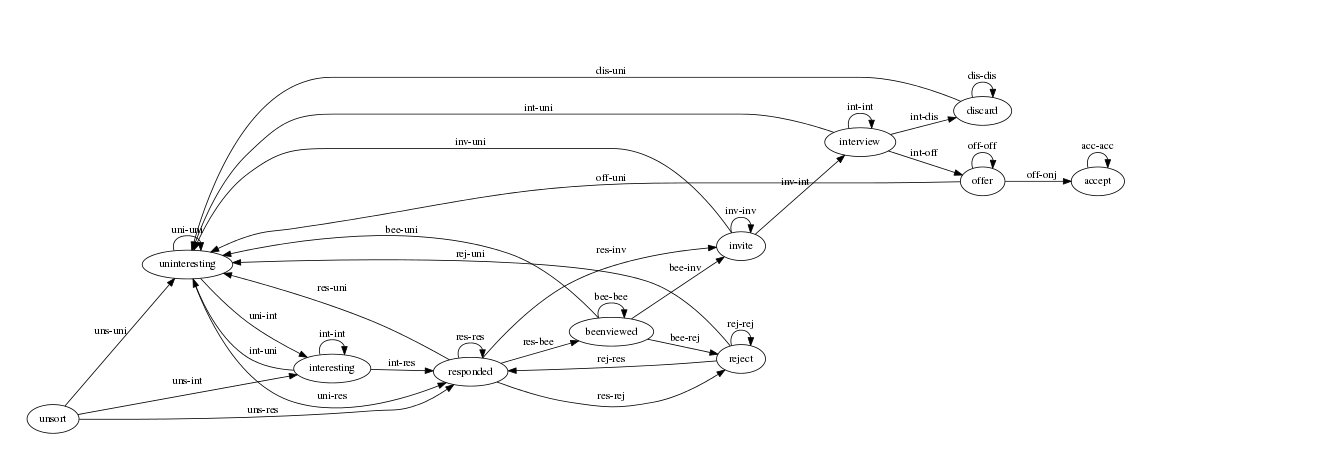 dis-uni
dis-dis
discard
int-uni
int-int
int-dis
interview
inv-uni
off-off
acc-acc
int-off
off-uni
inv-int
offer
off-onj
accept
inv-inv
uni-uni
bee-uni
res-inv
invite
rej-uni
uninteresting
bee-inv
res-uni
bee-bee
uni-int
rej-rej
uns-uni
int-int
res-res
beenviewed
res-bee
bee-rej
int-uni
int-res
rej-res
reject
interesting
responded
uns-int
uni-res
res-rej
uns-res
unsort